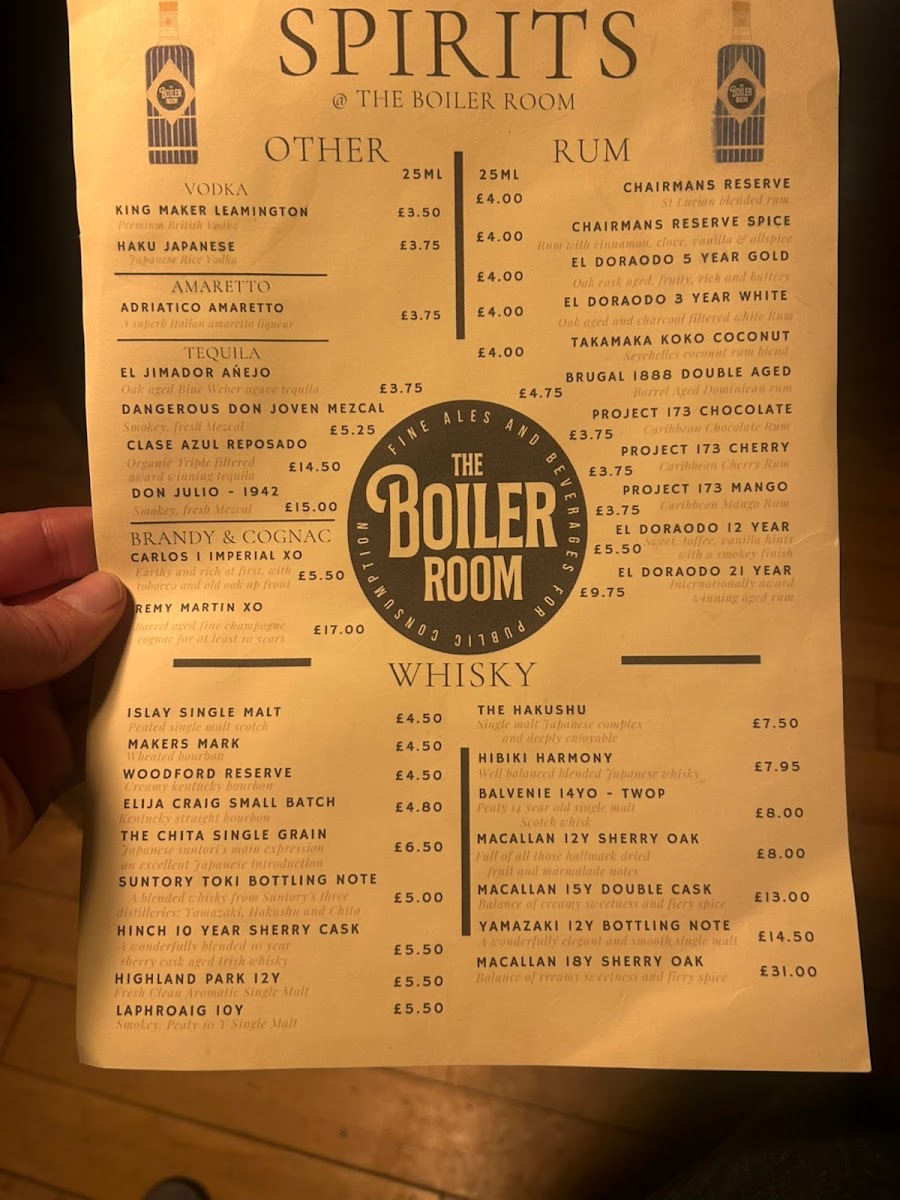 THE
BOILER
ROOM
SPIRITS
@ THE BOILER ROOM
THE
BOILER
ROOM
OTHER
25ML
VODKA
KING MAKER LEAMINGTON £3.50
Premium British Vodka
HAKU JAPANESE £3.75
Japanese Rice Vodka
AMARETTO
ADRIATICO AMARETTO £3.75
A superb Italian amaretto liqueur
TEQUILA
EL JIMADOR AÑEJO
Oak aged Blue Weber agave tequila £3.75
DANGEROUS DON JOVEN MEZCAL
Smokey, fresh Mezcal £5.25
CLASE AZUL REPOSADO
Organic Triple filtered £14.50
award winning tequila
DON JULIO - 1942
Smokey, fresh Mezcal £15.00
BRANDY & COGNAC
CARLOS I IMPERIAL XO
Earthy and rich at first, with £5.50
tobacco and old oak up front
REMY MARTIN XO
Barrel aged fine champagne £17.00
cognac for at least 10 years
RUM
25ML
£4.00 CHAIRMANS RESERVE
St Lucian blended rum
£4.00 CHAIRMANS RESERVE SPICE
Rum with cinnamon, clove, vanilla & allspice
£4.00 EL DORAODO 5 YEAR GOLD
Oak cask aged, fruity, rich and buttery
£4.00 EL DORAODO 3 YEAR WHITE
Oak aged and charcoal filtered white Rum
£4.00 TAKAMAKA KOKO COCONUT
Seychelles coconut rum blend
£4.75 BRUGAL 1888 DOUBLE AGED
Barrel Aged Dominican rum
£3.75 PROJECT 173 CHOCOLATE
Caribbean Chocolate Rum
£3.75 PROJECT 173 CHERRY
Caribbean Cherry Rum
£3.75 PROJECT 173 MANGO
Caribbean Mango Rum
£5.50 EL DORAODO 12 YEAR
Sweet, toffee, vanilla hints
with a smokey finish
£9.75 EL DORAODO 21 YEAR
Internationally award
winning aged rum
FINE ALES AND BEVERAGES FOR PUBLIC CONSUMPTION
THE
BOILER
ROOM
WHISKY
ISLAY SINGLE MALT £4.50
Peated single malt scotch
MAKERS MARK £4.50
Wheated bourbon
WOODFORD RESERVE £4.50
Creamy kentucky bourbon
ELIJA CRAIG SMALL BATCH £4.80
Kentucky straight bourbon
THE CHITA SINGLE GRAIN £6.50
Japanese suntori's main expression
an excellent Japanese introduction
SUNTORY TOKI BOTTLING NOTE £5.00
A blended whisky from Suntory's three
distilleries; Yamazaki, Hakushu and Chita
HINCH 10 YEAR SHERRY CASK £5.50
A wonderfully blended 10 year
sherry cask aged Irish whisky
HIGHLAND PARK 12Y £5.50
Fresh Clean Aromatic Single Malt
LAPHROAIG 10Y £5.50
Smokey, Peaty 10 Y Single Malt
THE HAKUSHU £7.50
Single malt Japanese complex
and deeply enjoyable
HIBIKI HARMONY £7.95
Well balanced blended Japanese whisky
BALVENIE 14YO - TWOP £8.00
Peaty 14 year old single malt
Scotch whisk
MACALLAN 12Y SHERRY OAK £8.00
Full of all those hallmark dried
fruit and marmalade notes
MACALLAN 15Y DOUBLE CASK £13.00
Balance of creamy sweetness and fiery spice
YAMAZAKI 12Y BOTTLING NOTE £14.50
A wonderfully elegant and smooth single malt
MACALLAN 18Y SHERRY OAK £31.00
Balance of creamy sweetness and fiery spice